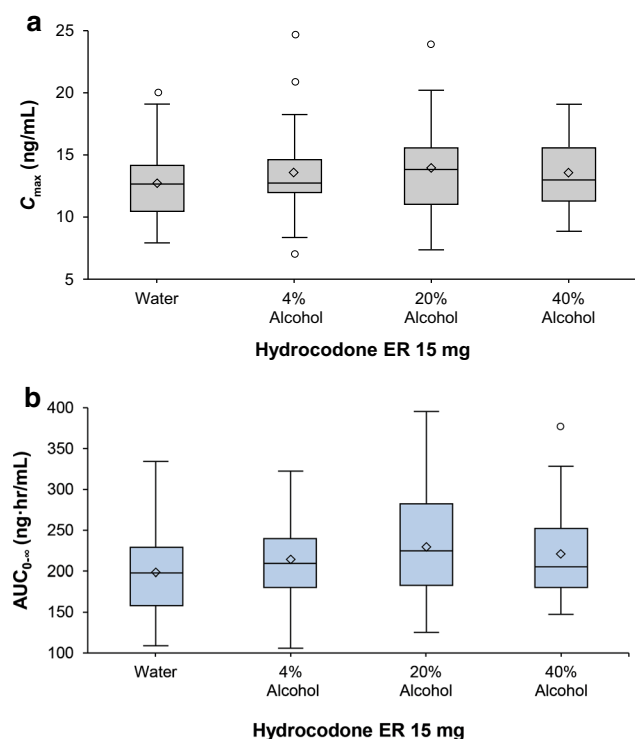 a
25
20
15
10
5
C max (ng/mL)
Water
4% Alcohol
20% Alcohol
40% Alcohol
Hydrocodone ER 15 mg
b
400
350
300
250
200
150
100
AUC0-∞ (ng·hr/mL)
Water
4% Alcohol
20% Alcohol
40% Alcohol
Hydrocodone ER 15 mg